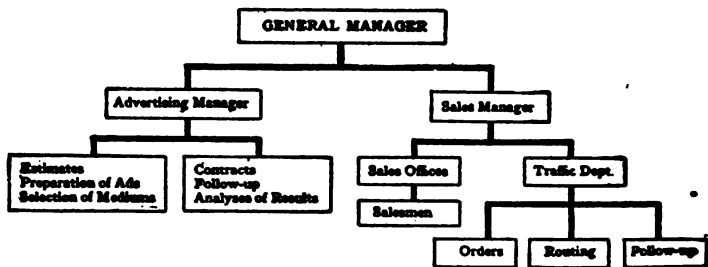 GENERAL MANAGER
Advertising Manager
Sales Manager
Estimates
Preparation of Ads
Selection of Mediums
Contracts
Follow-up
Analyses of Results
Sales Offices
Traffic Dept.
Salesmen
Orders
Routing
Follow-up